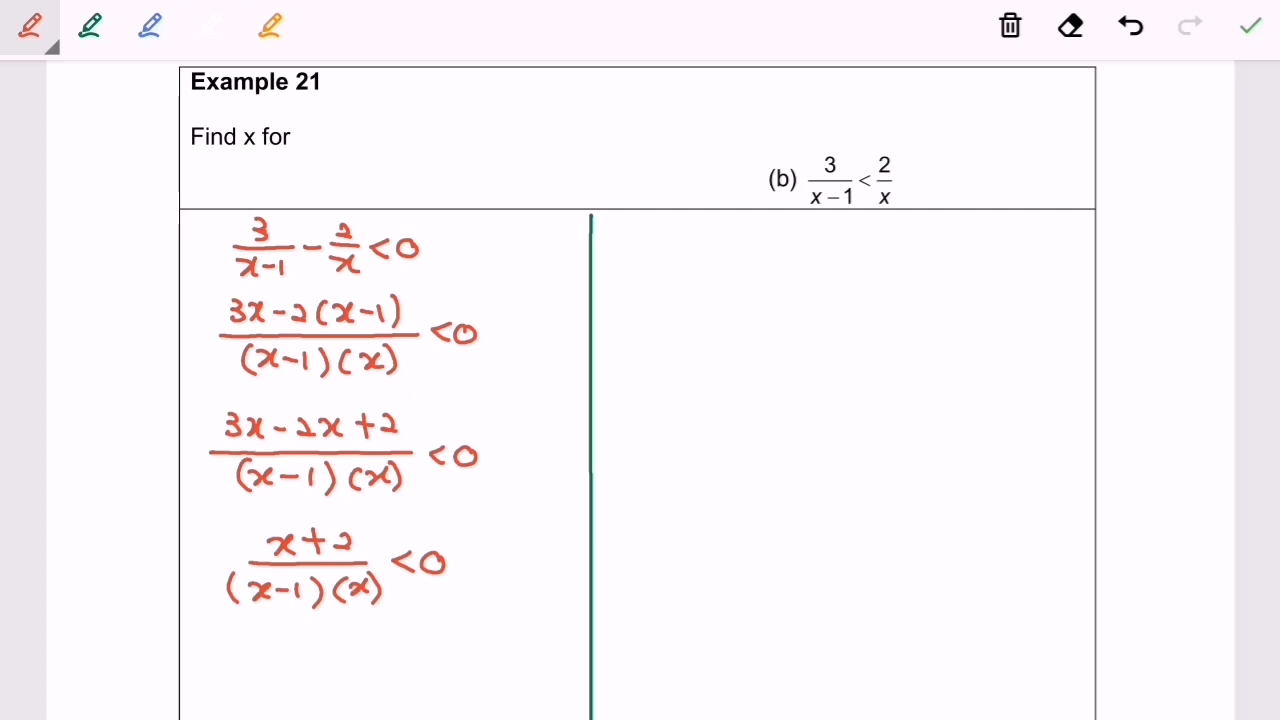 Example 21
Find x for
(b) 3/(x − 1) < 2/x
3/(x-1) - 2/x < 0
(3x - 2(x-1))/((x-1)(x)) < 0
(3x - 2x + 2)/((x-1)(x)) < 0
(x+2)/((x-1)(x)) < 0